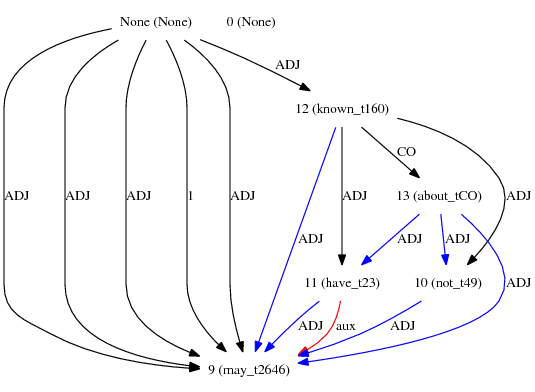 None (None) 0 (None)
ADJ
12 (known_t160)
CO
ADJ ADJ ADJ 1 ADJ ADJ 13 (about_tCO) ADJ
ADJ ADJ ADJ
11 (have_t23) 10 (not_t49) ADJ
ADJ aux ADJ
9 (may_t2646)